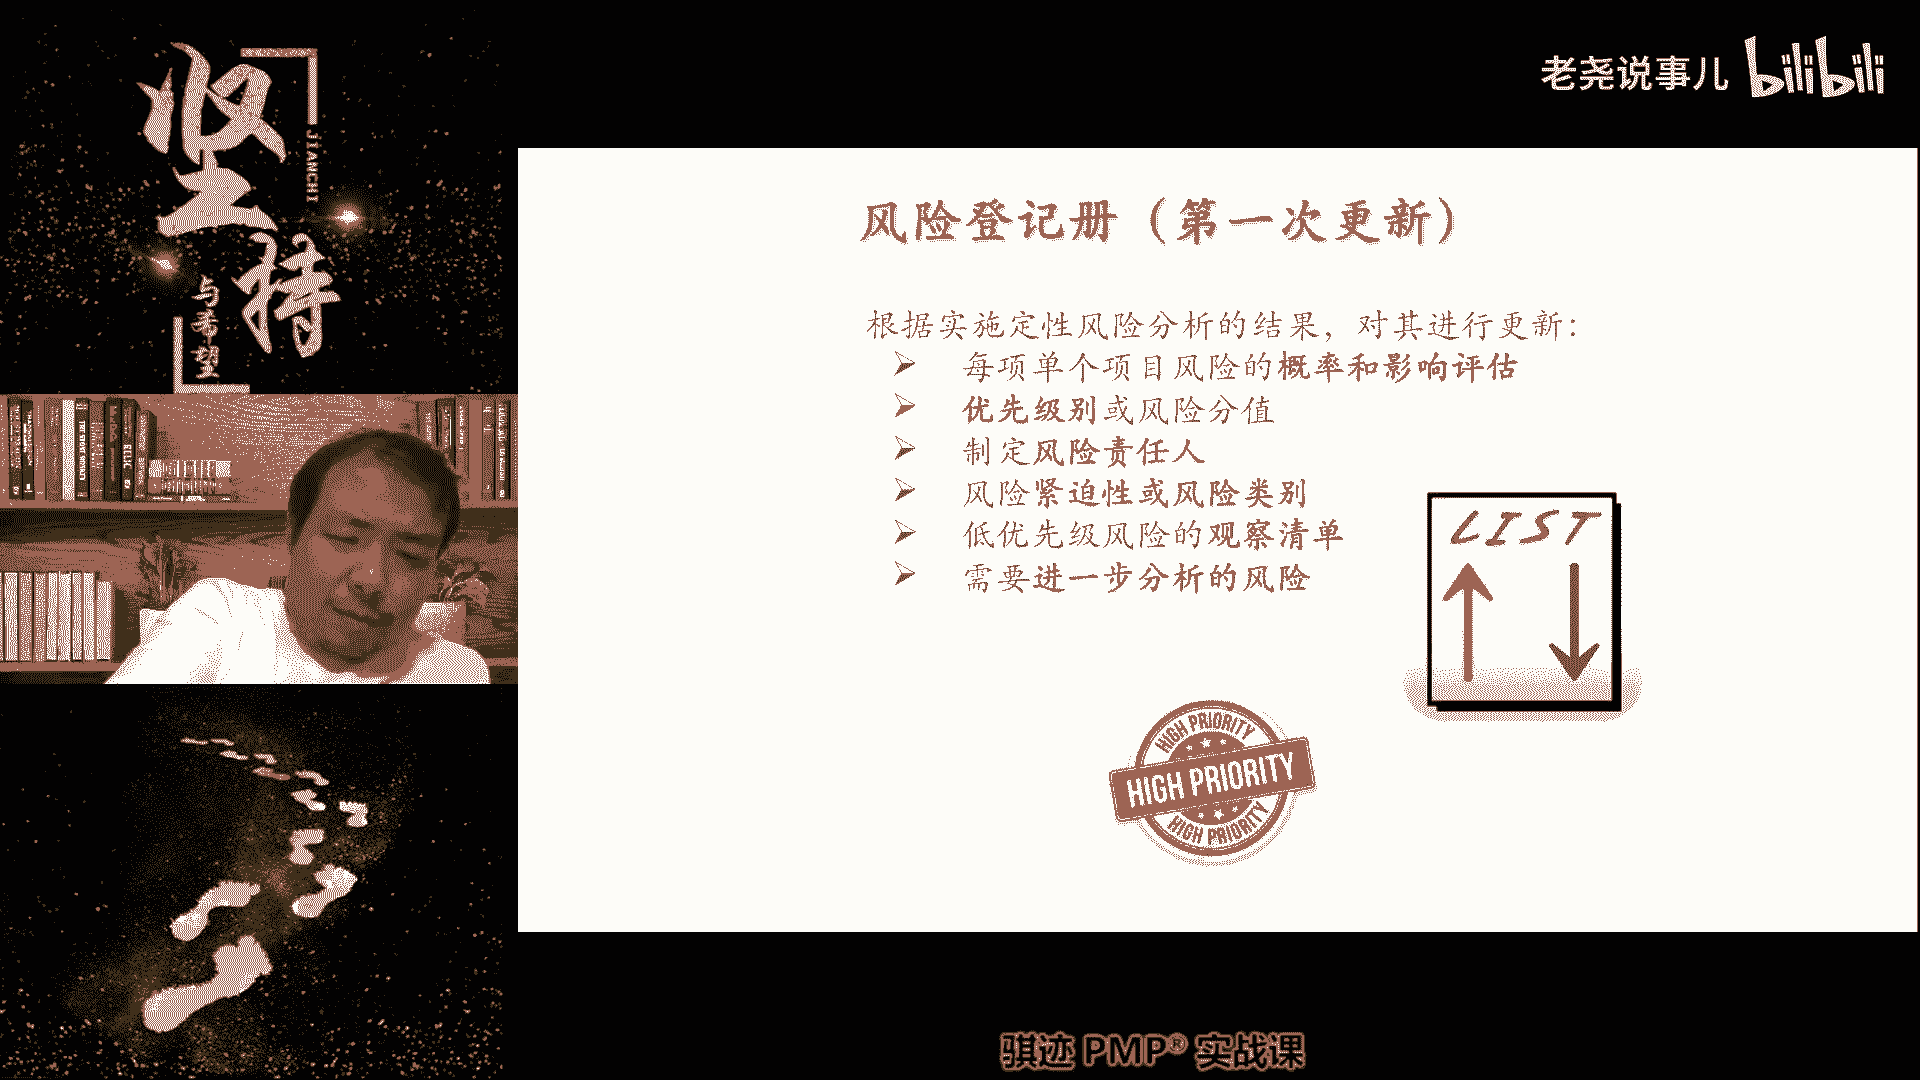 坚持
JIANCHI
与希望
老尧说事儿 bilibili
风险登记册（第一次更新）
根据实施定性风险分析的结果，对其进行更新：
➢ 每项单个项目风险的概率和影响评估
➢ 优先级别或风险分值
➢ 制定风险责任人
➢ 风险紧迫性或风险类别
➢ 低优先级风险的观察清单
➢ 需要进一步分析的风险
LIST
HIGH PRIORITY
HIGH PRIORITY
HIGH PRIORITY
骐迹 PMP® 实战课